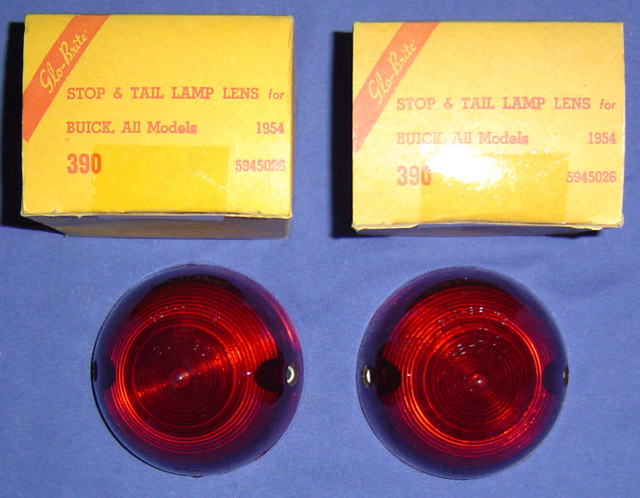 Glo-Brite
STOP & TAIL LAMP LENS for
BUICK, All Models 1954
390 5945026
Glo-Brite
STOP & TAIL LAMP LENS for
BUICK, All Models 1954
390 5945026